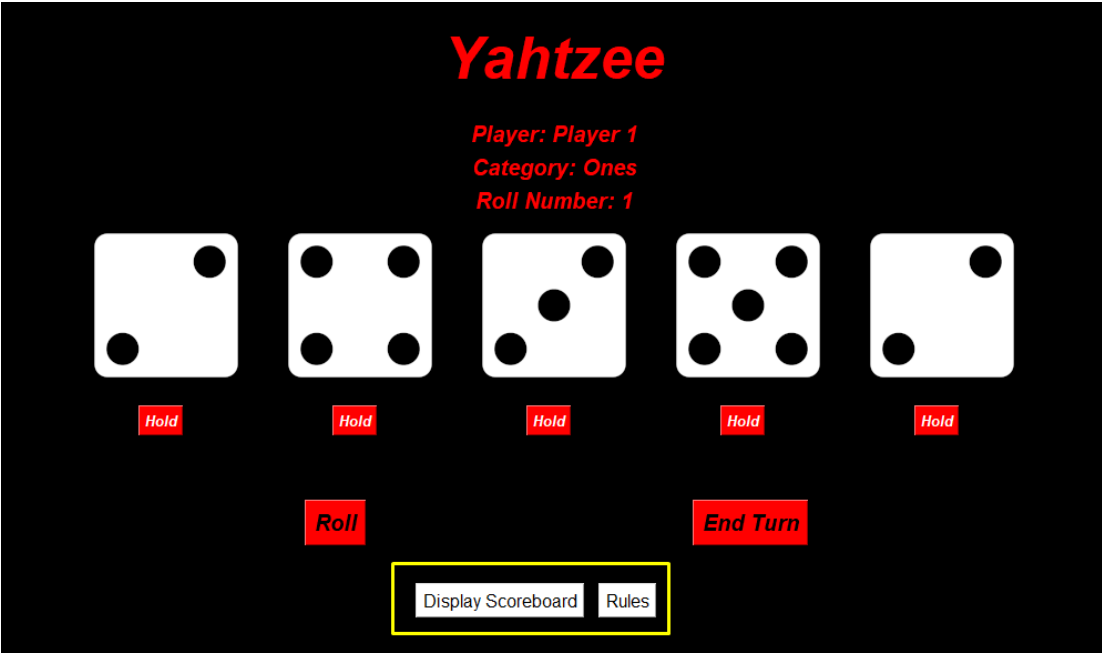 Yahtzee
Player: Player 1
Category: Ones
Roll Number: 1
Hold Hold Hold Hold Hold
Roll End Turn
Display Scoreboard Rules